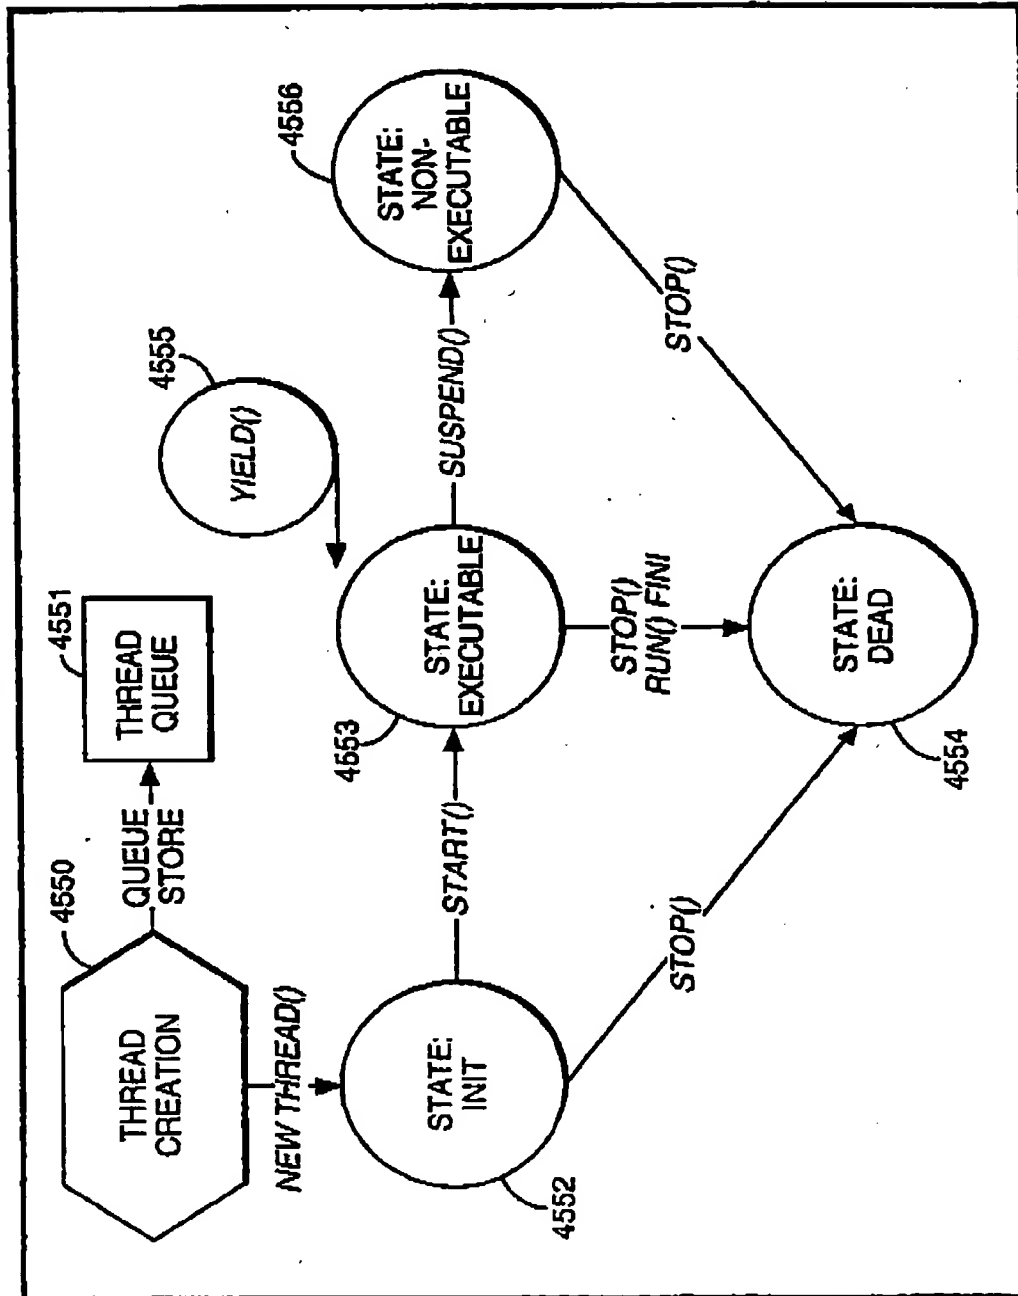 4550
THREAD
CREATION
QUEUE
STORE
4551
THREAD
QUEUE
NEW THREAD()
4555
YIELD()
4552
STATE:
INIT
START()
4553
STATE:
EXECUTABLE
SUSPEND()
4556
STATE:
NON-
EXECUTABLE
STOP()
STOP()
RUN() FINI
STOP()
4554
STATE:
DEAD